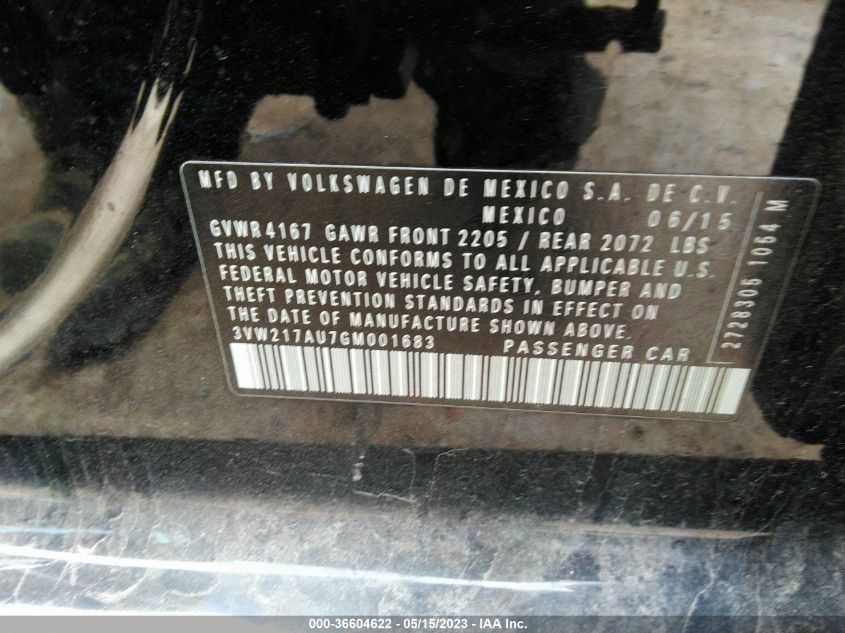 MFD BY VOLKSWAGEN DE MEXICO S.A. DE C.V.
MEXICO 06/15
GVWR 4167 GAWR FRONT 2205 / REAR 2072 LBS
THIS VEHICLE CONFORMS TO ALL APPLICABLE U.S.
FEDERAL MOTOR VEHICLE SAFETY, BUMPER AND
THEFT PREVENTION STANDARDS IN EFFECT ON
THE DATE OF MANUFACTURE SHOWN ABOVE.
3VW217AU7GM001683 PASSENGER CAR
2728306 1064 M
000-36604622 - 05/15/2023 - IAA Inc.